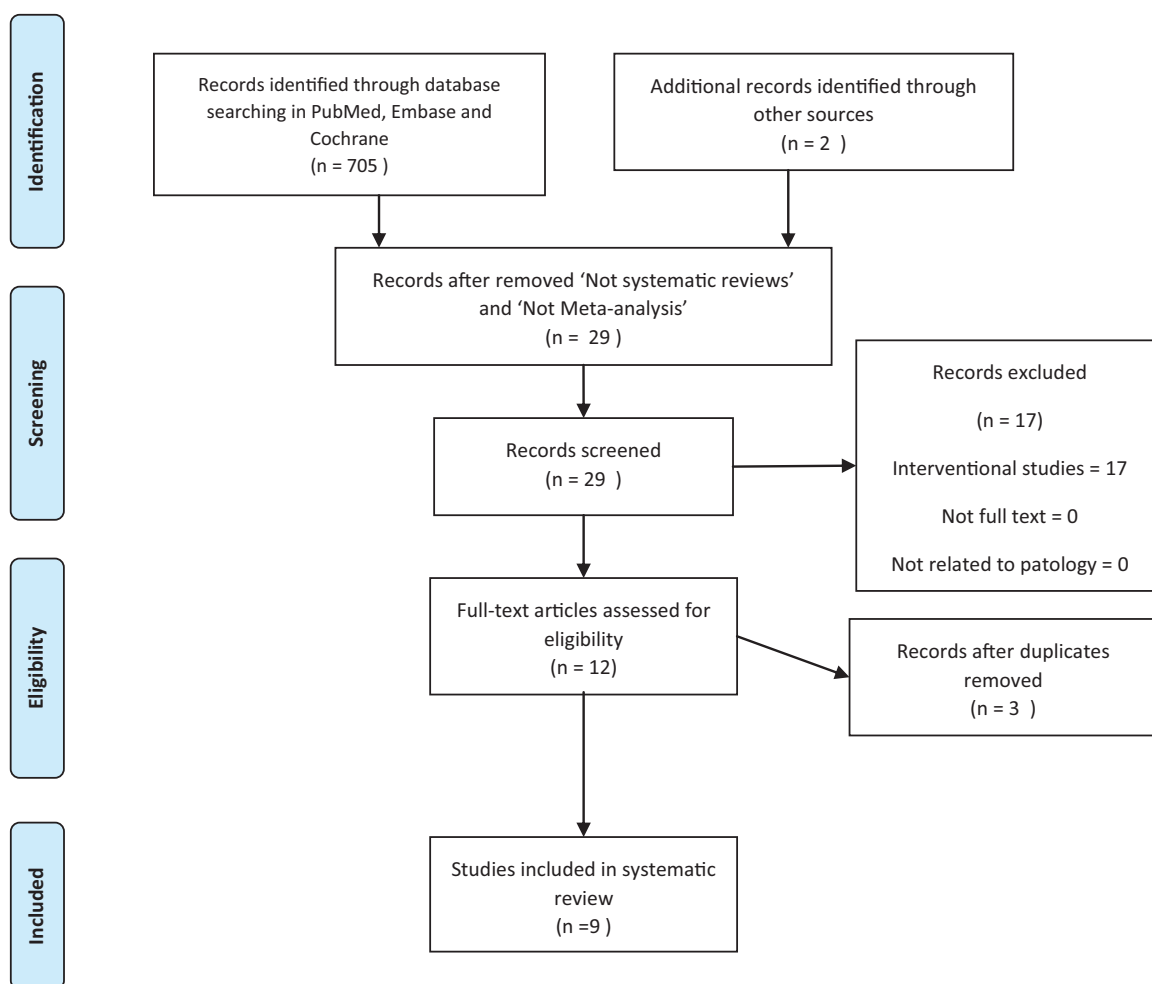 Identification
Records identified through database
searching in PubMed, Embase and
Cochrane
(n = 705 )
Additional records identified through
other sources
(n = 2  )
Records after removed ‘Not systematic reviews’
and ‘Not Meta-analysis’
(n =  29 )
Screening
Records screened
(n = 29  )
Records excluded
(n = 17)
Interventional studies = 17
Not full text = 0
Not related to patology = 0
Eligibility
Full-text articles assessed for
eligibility
(n = 12)
Records after duplicates
removed
(n = 3  )
Included
Studies included in systematic
review
(n =9 )